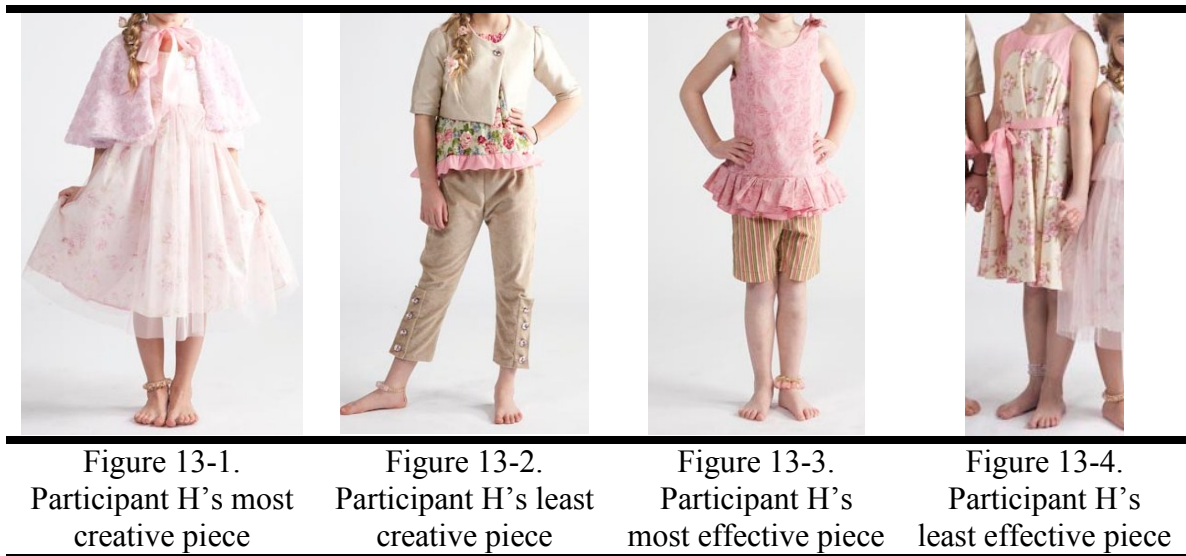 Figure 13-1.
Participant H’s most
creative piece
Figure 13-2.
Participant H’s least
creative piece
Figure 13-3.
Participant H’s
most effective piece
Figure 13-4.
Participant H’s
least effective piece